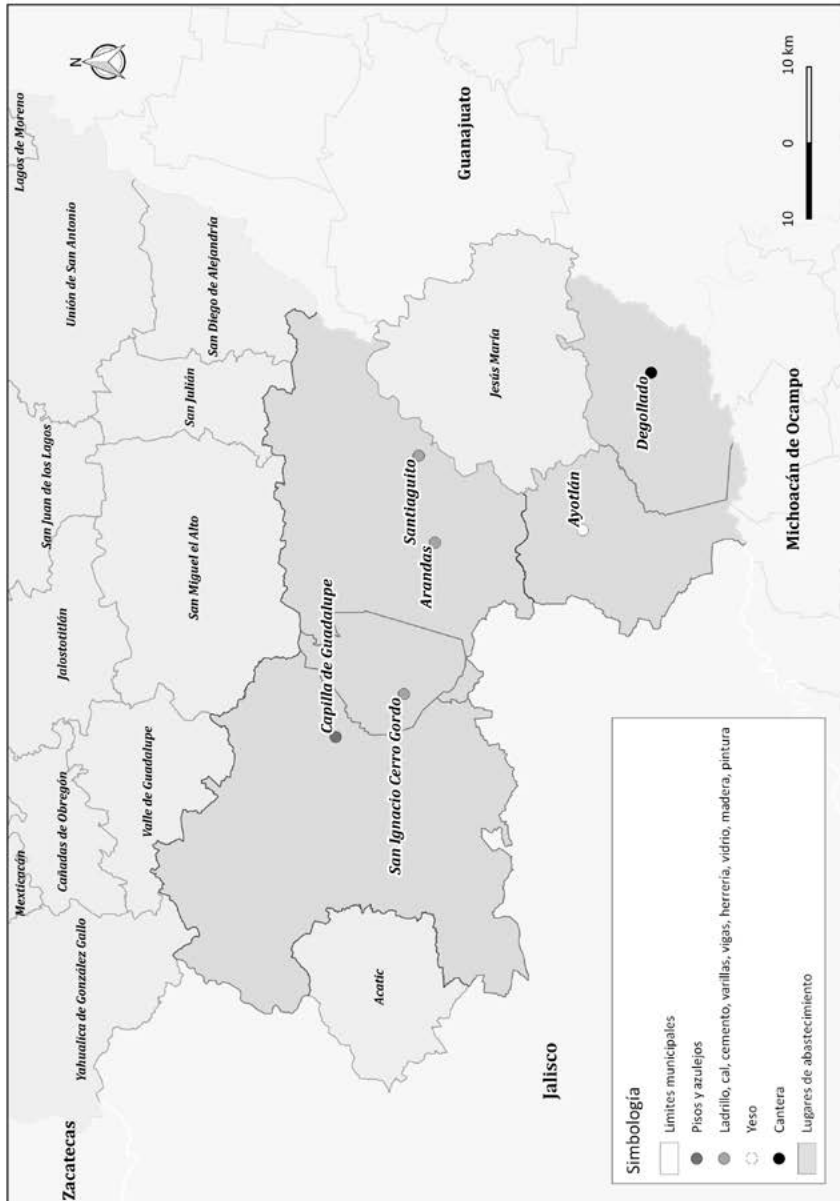 Zacatecas
Yahualica de González Gallo
Mexticacán
Cañadas de Obregón
Valle de Guadalupe
Jalostotitlán
San Juan de los Lagos
San Miguel el Alto
San Julián
Unión de San Antonio
San Diego de Alejandría
Lagos de Moreno
N
Acatic
Capilla de Guadalupe
San Ignacio Cerro Gordo
Arandas
Santiaguito
Jesús María
Guanajuato
Ayotlán
Degollado
Jalisco
Michoacán de Ocampo
10 0 10 km
Simbología
Límites municipales
Pisos y azulejos
Ladrillo, cal, cemento, varillas, vigas, herrería, vidrio, madera, pintura
Yeso
Cantera
Lugares de abastecimiento